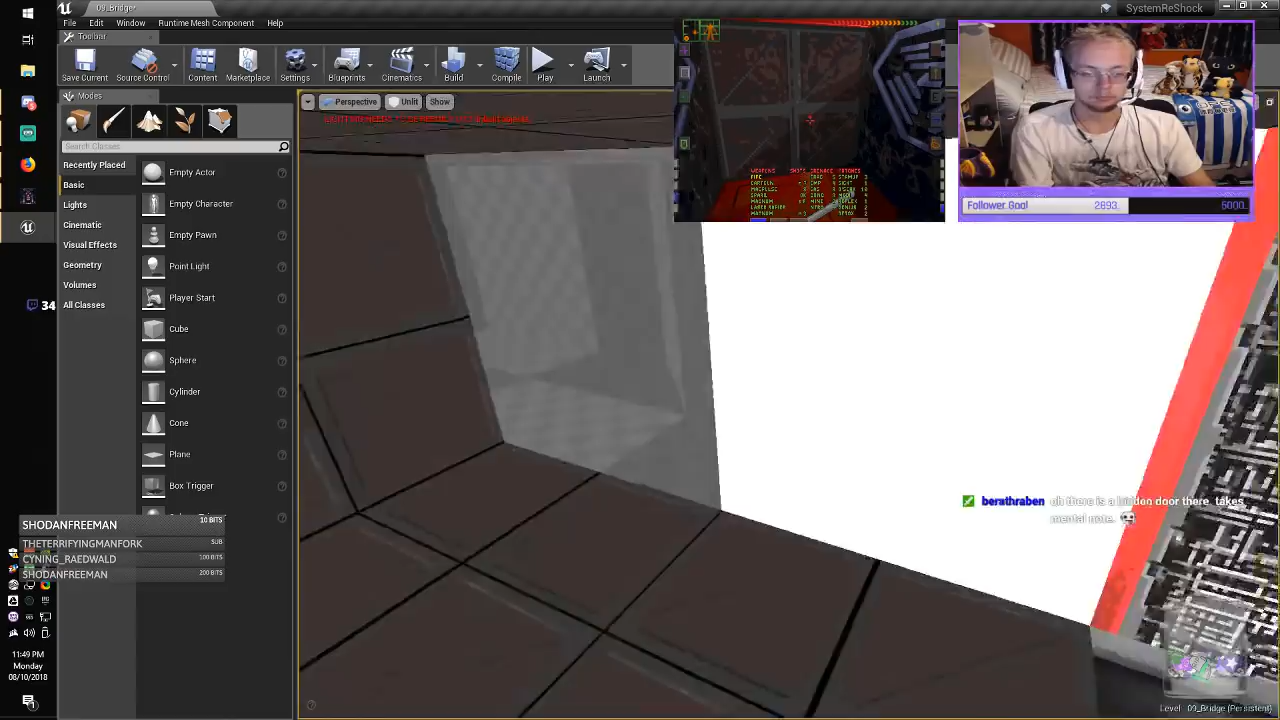 09_Bridge
SystemReShock
File Edit Window Mesh Component Help
Toolbar
Save Current
Source Control
Content
Marketplace
Settings
Blueprints
Cinematics
Build
Compile
Play
Launch
Modes
Perspective
Unlit
Show
Search Classes
Recently Placed
Basic
Lights
Cinematic
Visual Effects
Geometry
Volumes
All Classes
Empty Actor
Empty Character
Empty Pawn
Point Light
Player Start
Cube
Sphere
Cylinder
Cone
Plane
Box Trigger
34
SHODANFREEMAN 10 BITS
THETERRIFYINGMANFORK SUB
CYNING_RAEDWALD 100 BITS
SHODANFREEMAN 200 BITS
11:49 PM
Monday
08/10/2018
Follower Goal 2893 5000
berathraben oh there is a hidden door there. takes
mental note.
Level: 09_Bridge (Persistent)